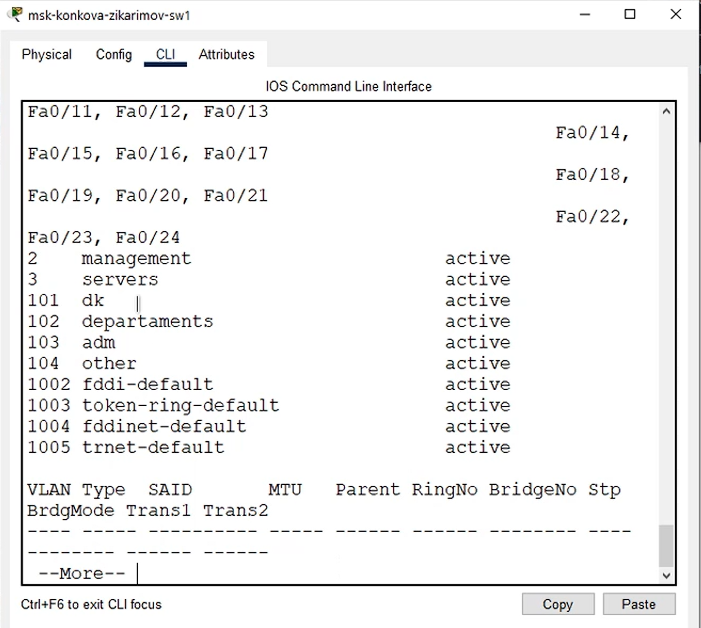 msk-konkova-zikarimov-sw1
Physical Config CLI Attributes
IOS Command Line Interface
Fa0/11, Fa0/12, Fa0/13
Fa0/14,
Fa0/15, Fa0/16, Fa0/17
Fa0/18,
Fa0/19, Fa0/20, Fa0/21
Fa0/22,
Fa0/23, Fa0/24
2 management active
3 servers active
101 dk active
102 departaments active
103 adm active
104 other active
1002 fddi-default active
1003 token-ring-default active
1004 fddinet-default active
1005 trnet-default active
VLAN Type SAID MTU Parent RingNo BridgeNo Stp
BrdgMode Trans1 Trans2
---- ----- ---------- ----- ------ ------ -------- ----
-------- ------ ------
--More--
Ctrl+F6 to exit CLI focus
Copy Paste